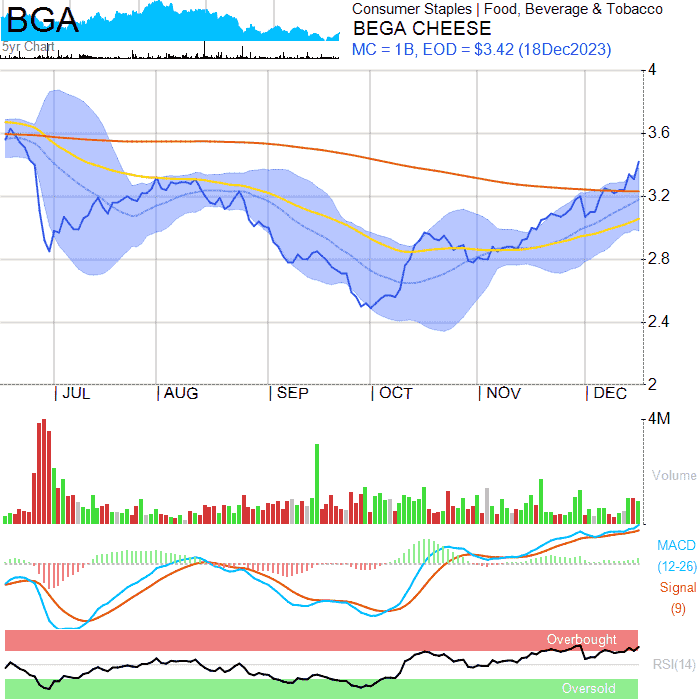 BGA
5yr Chart
Consumer Staples | Food, Beverage & Tobacco
BEGA CHEESE
MC = 1B, EOD = $3.42 (18Dec2023)
4
3.6
3.2
2.8
2.4
2
JUL
AUG
SEP
OCT
NOV
DEC
4M
Volume
MACD
(12-26)
Signal
(9)
Overbought
RSI(14)
Oversold